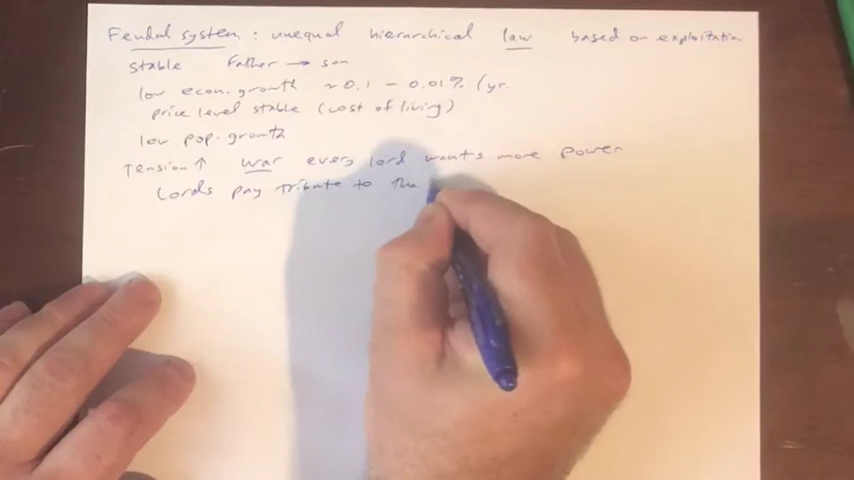 Feudal system : unequal hierarchical law based on exploitation
stable Father → son
low econ. growth ~0.1 - 0.01% /yr.
price level stable (cost of living)
low pop. growth
Tension ↑ war every lord wants more power
Lords pay tribute to the